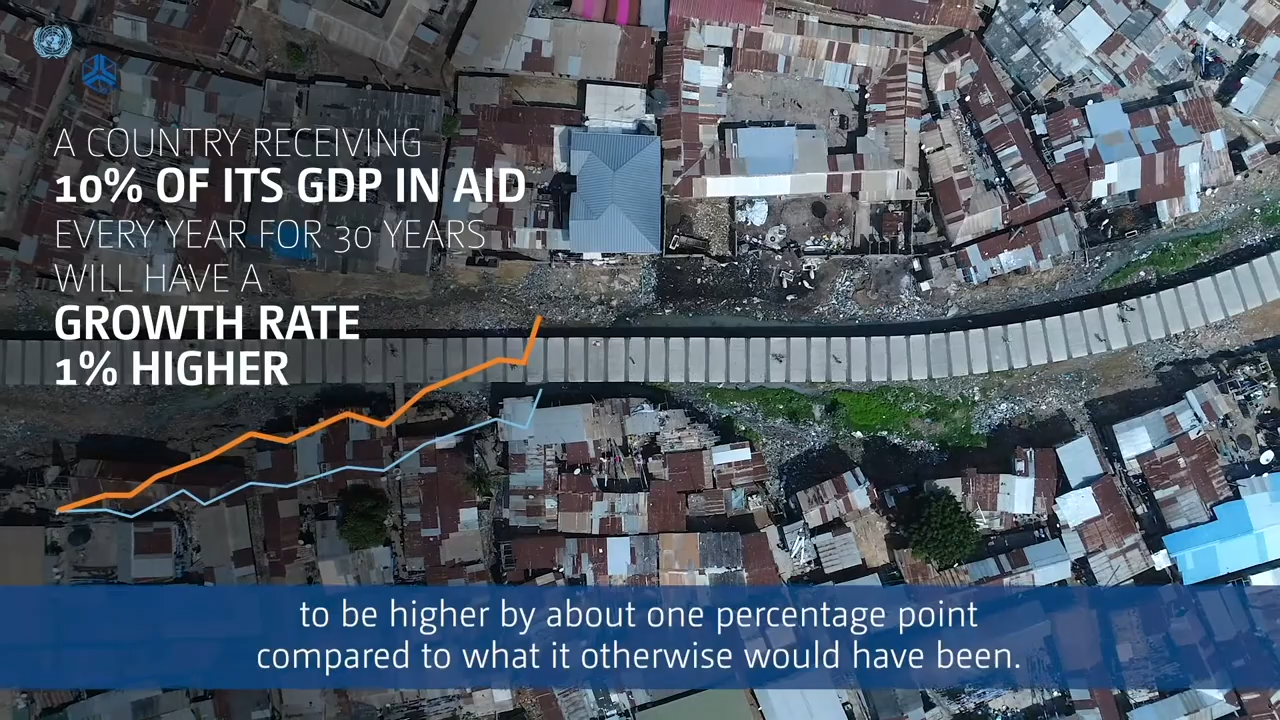 A COUNTRY RECEIVING
10% OF ITS GDP IN AID
EVERY YEAR FOR 30 YEARS
WILL HAVE A
GROWTH RATE
1% HIGHER
to be higher by about one percentage point
compared to what it otherwise would have been.